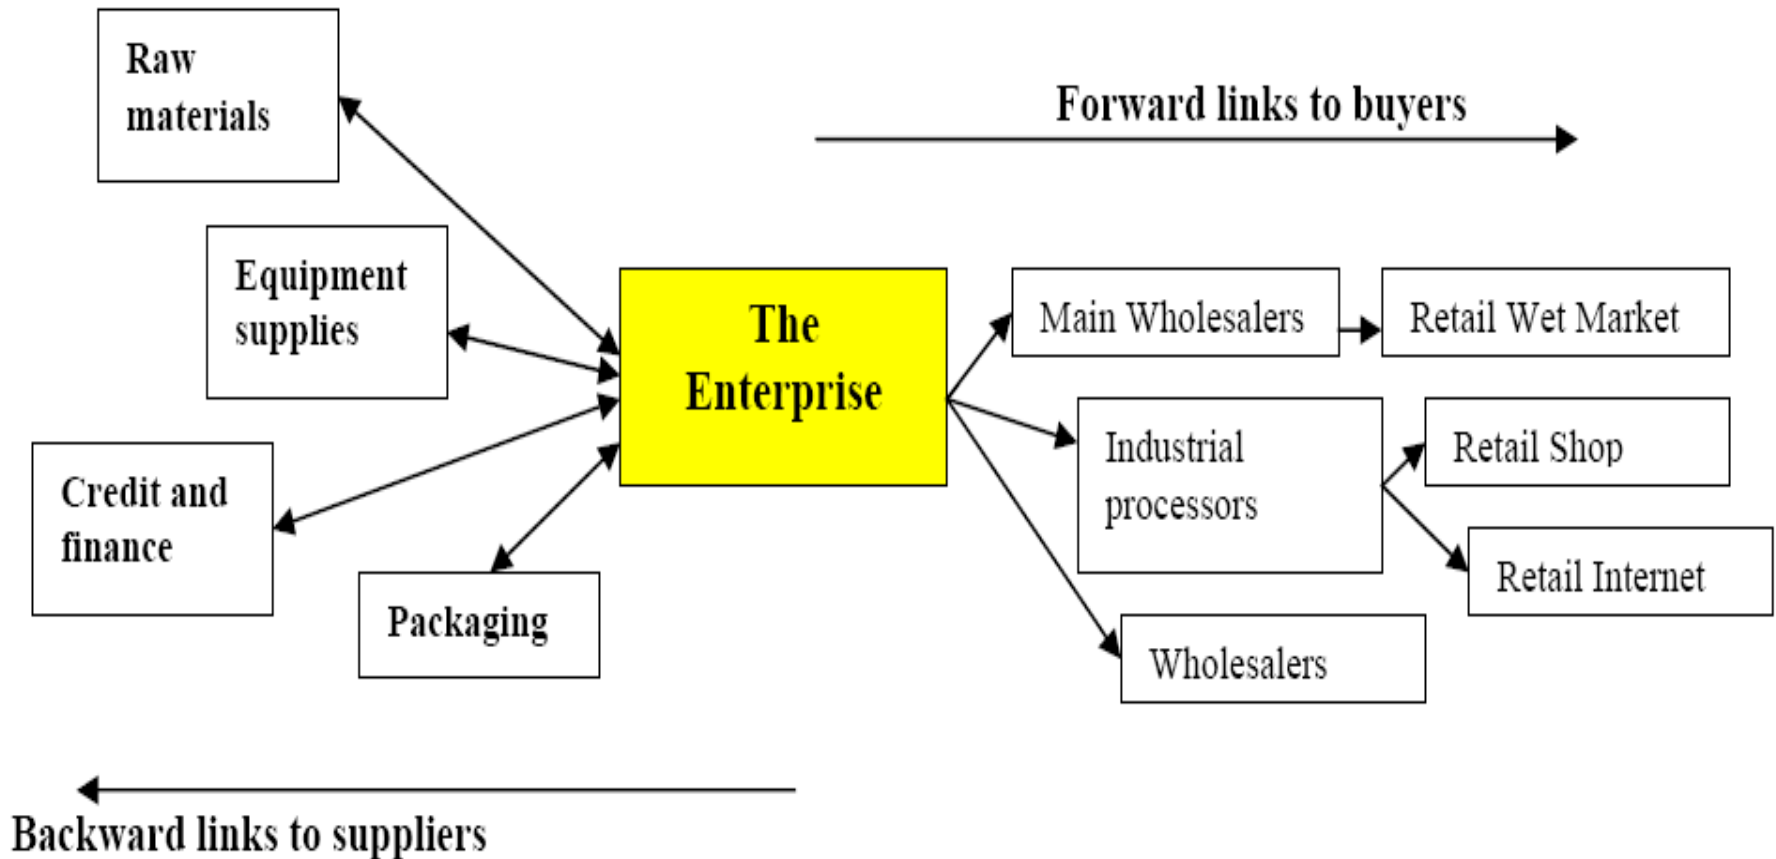 Raw
materials
Forward links to buyers
Equipment
supplies
The
Enterprise
Main Wholesalers
Retail Wet Market
Industrial
processors
Retail Shop
Credit and
finance
Retail Internet
Packaging
Wholesalers
Backward links to suppliers